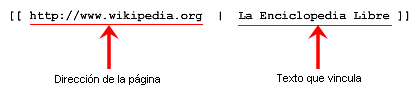 [[ http://www.wikipedia.org | La Enciclopedia Libre ]]
Dirección de la página Texto que vincula